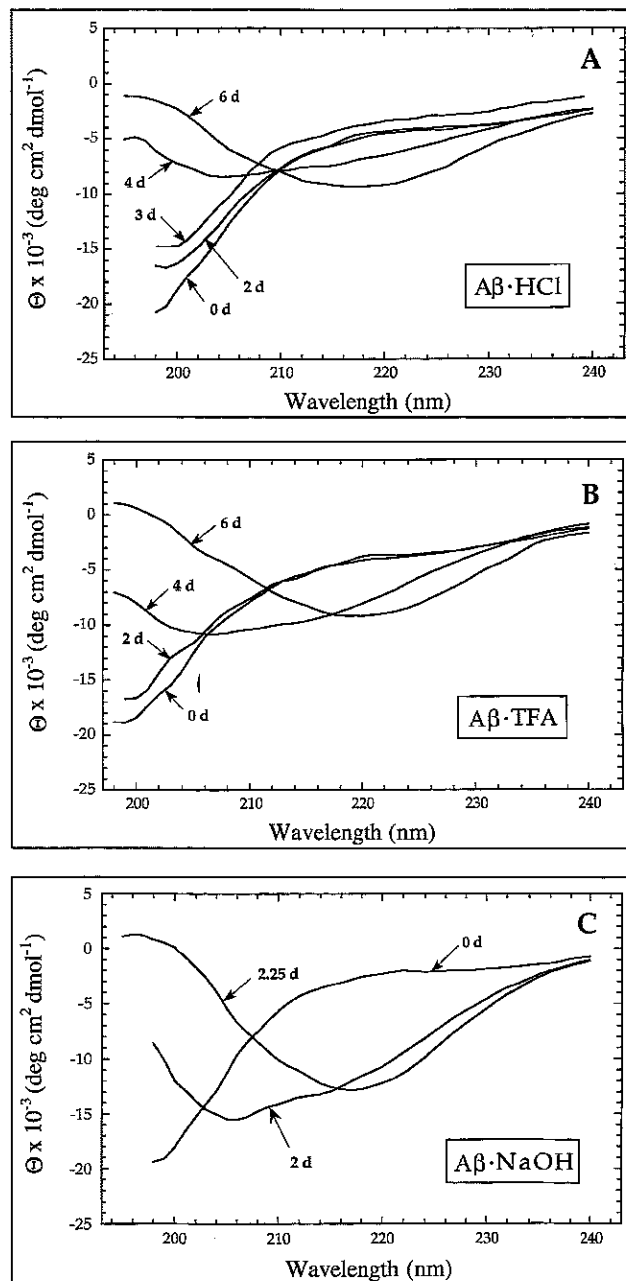 A
5
0
-5
-10
-15
-20
-25
Θ x 10⁻³ (deg cm² dmol⁻¹)
6 d
4 d
3 d
2 d
0 d
Aβ·HCl
200
210
220
230
240
Wavelength (nm)
B
5
0
-5
-10
-15
-20
-25
Θ x 10⁻³ (deg cm² dmol⁻¹)
6 d
4 d
2 d
0 d
Aβ·TFA
200
210
220
230
240
Wavelength (nm)
C
5
0
-5
-10
-15
-20
-25
Θ x 10⁻³ (deg cm² dmol⁻¹)
0 d
2.25 d
2 d
Aβ·NaOH
200
210
220
230
240
Wavelength (nm)